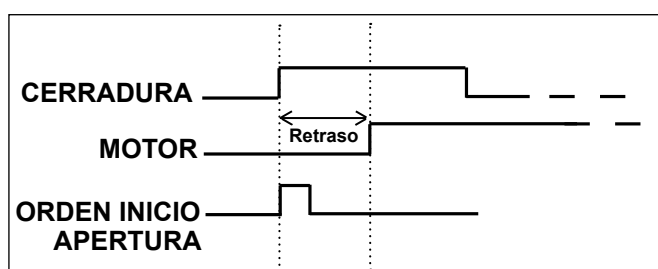 CERRADURA
Retraso
MOTOR
ORDEN INICIO
APERTURA